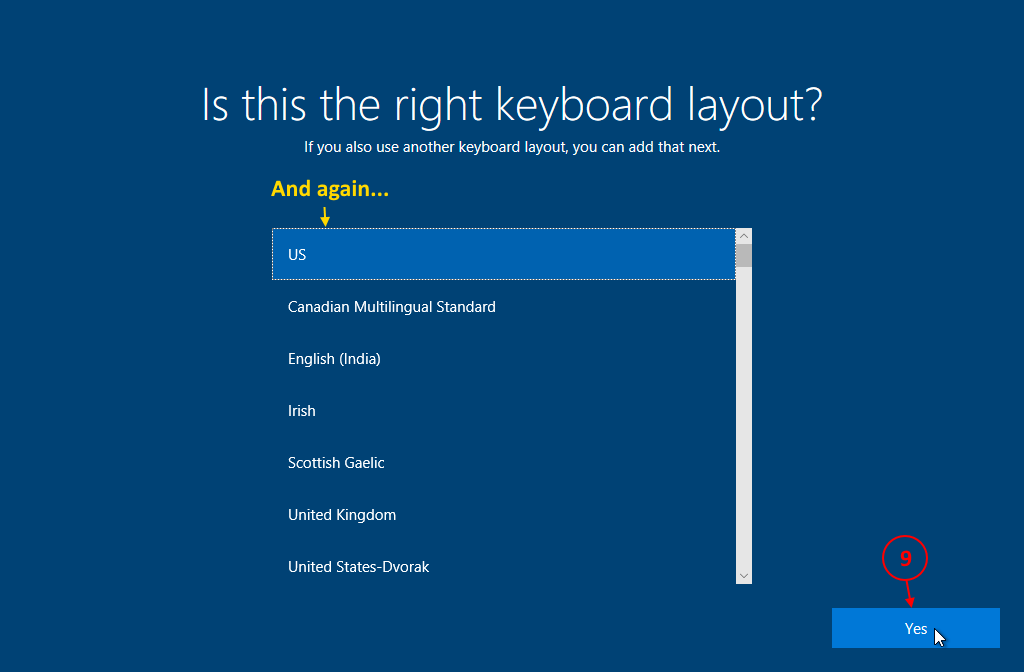 Is this the right keyboard layout?
If you also use another keyboard layout, you can add that next.
And again...
US
Canadian Multilingual Standard
English (India)
Irish
Scottish Gaelic
United Kingdom
United States-Dvorak
9
Yes